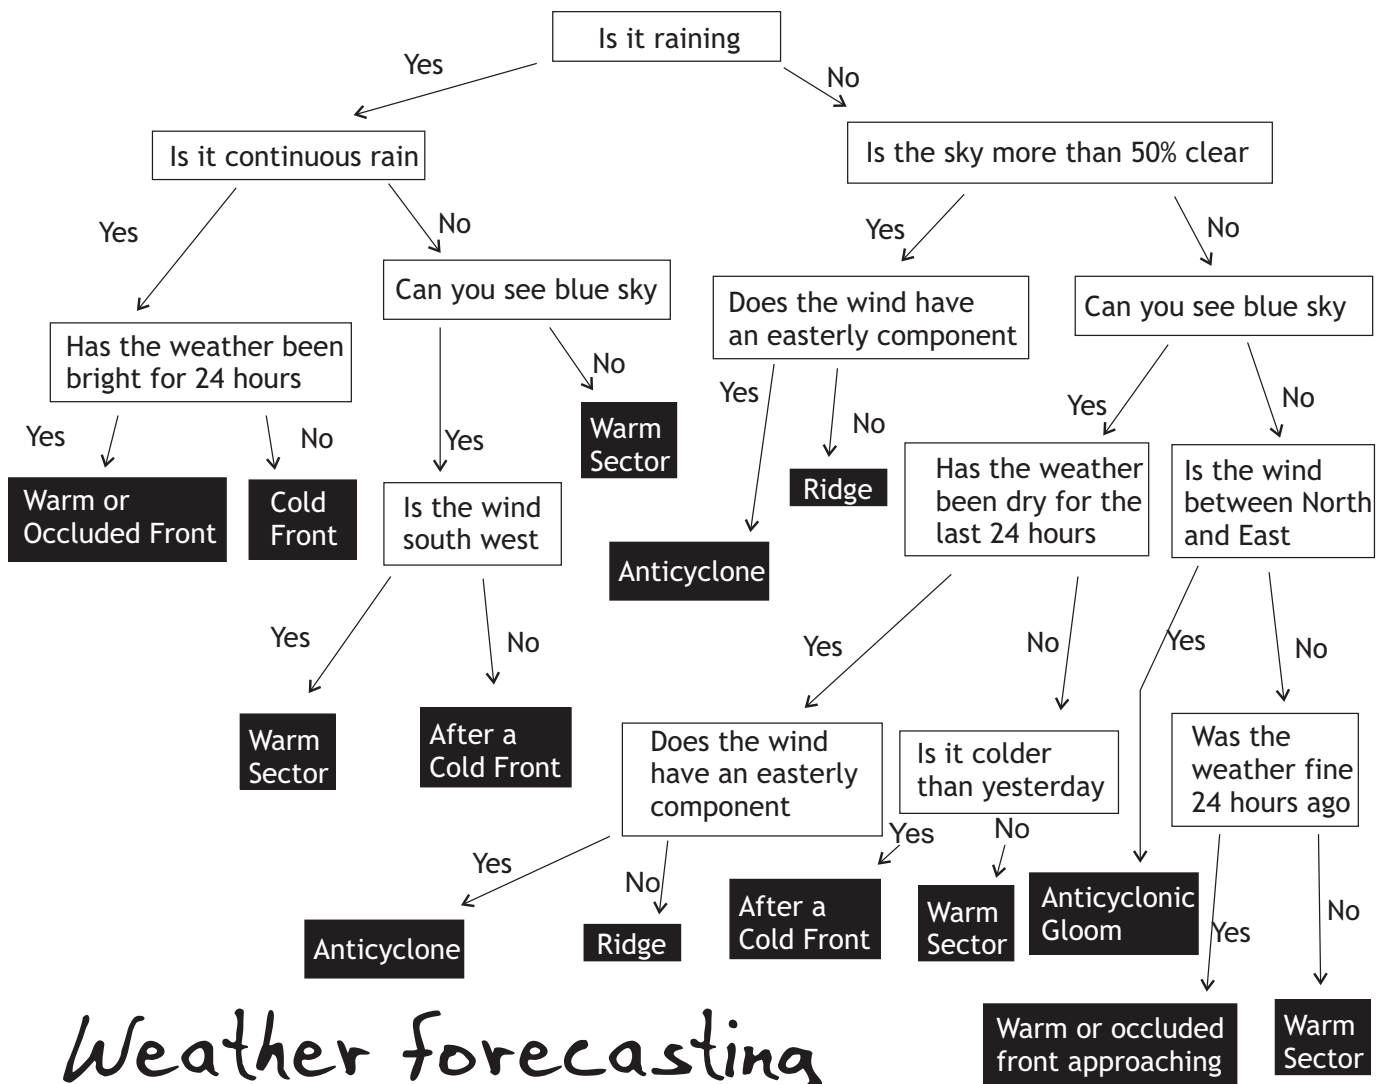 Is it raining
Yes
No
Is it continuous rain
Is the sky more than 50% clear
Yes
No
Yes
No
Can you see blue sky
Does the wind have
an easterly component
Can you see blue sky
Has the weather been
bright for 24 hours
No
Yes
Yes
No
Yes
No
Yes
No
Warm
Sector
Warm or
Occluded Front
Cold
Front
Is the wind
south west
Ridge
Has the weather
been dry for the
last 24 hours
Is the wind
between North
and East
Anticyclone
Yes
No
Yes
No
Yes
No
Warm
Sector
After a
Cold Front
Does the wind
have an easterly
component
Is it colder
than yesterday
Was the
weather fine
24 hours ago
Yes
No
Yes
No
Anticyclone
Ridge
After a
Cold Front
Warm
Sector
Anticyclonic
Gloom
Yes
No
Warm or occluded
front approaching
Warm
Sector
Weather forecasting